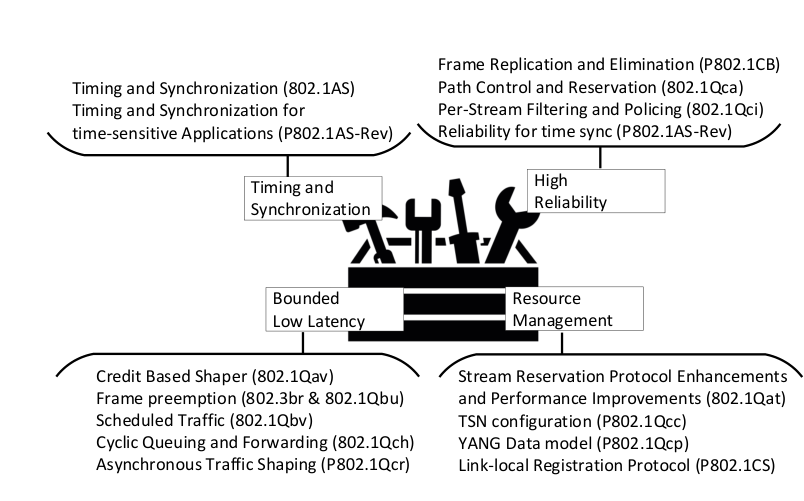 Timing and Synchronization (802.1AS)
Timing and Synchronization for
time-sensitive Applications (P802.1AS-Rev)
Frame Replication and Elimination (P802.1CB)
Path Control and Reservation (802.1Qca)
Per-Stream Filtering and Policing (802.1Qci)
Reliability for time sync (P802.1AS-Rev)
Timing and
Synchronization
High
Reliability
Bounded
Low Latency
Resource
Management
Credit Based Shaper (802.1Qav)
Frame preemption (802.3br & 802.1Qbu)
Scheduled Traffic (802.1Qbv)
Cyclic Queuing and Forwarding (802.1Qch)
Asynchronous Traffic Shaping (P802.1Qcr)
Stream Reservation Protocol Enhancements
and Performance Improvements (802.1Qat)
TSN configuration (P802.1Qcc)
YANG Data model (P802.1Qcp)
Link-local Registration Protocol (P802.1CS)